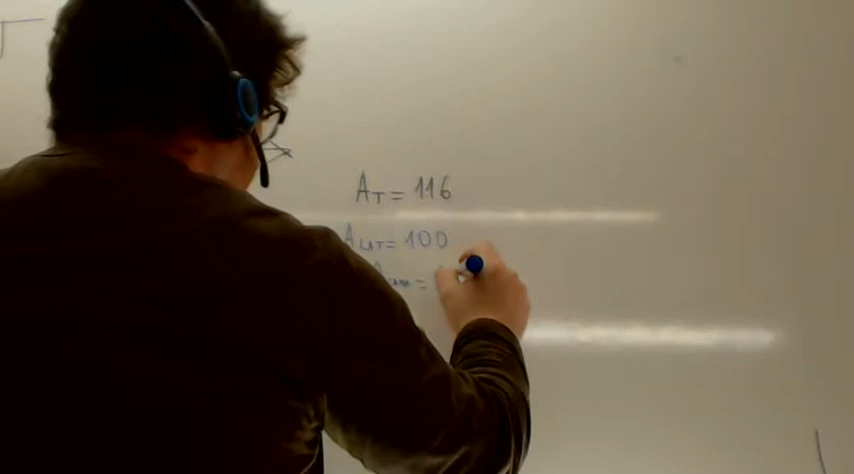 A_T = 116
A_LAT = 100